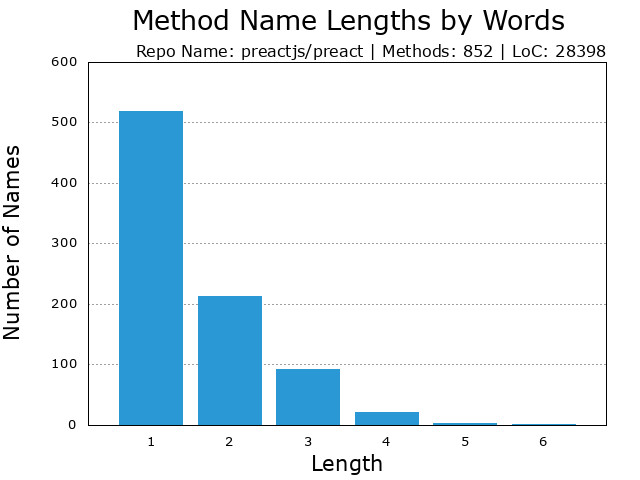 Method Name Lengths by Words
Repo Name: preactjs/preact | Methods: 852 | LoC: 28398
Number of Names
600
500
400
300
200
100
0
1 2 3 4 5 6
Length